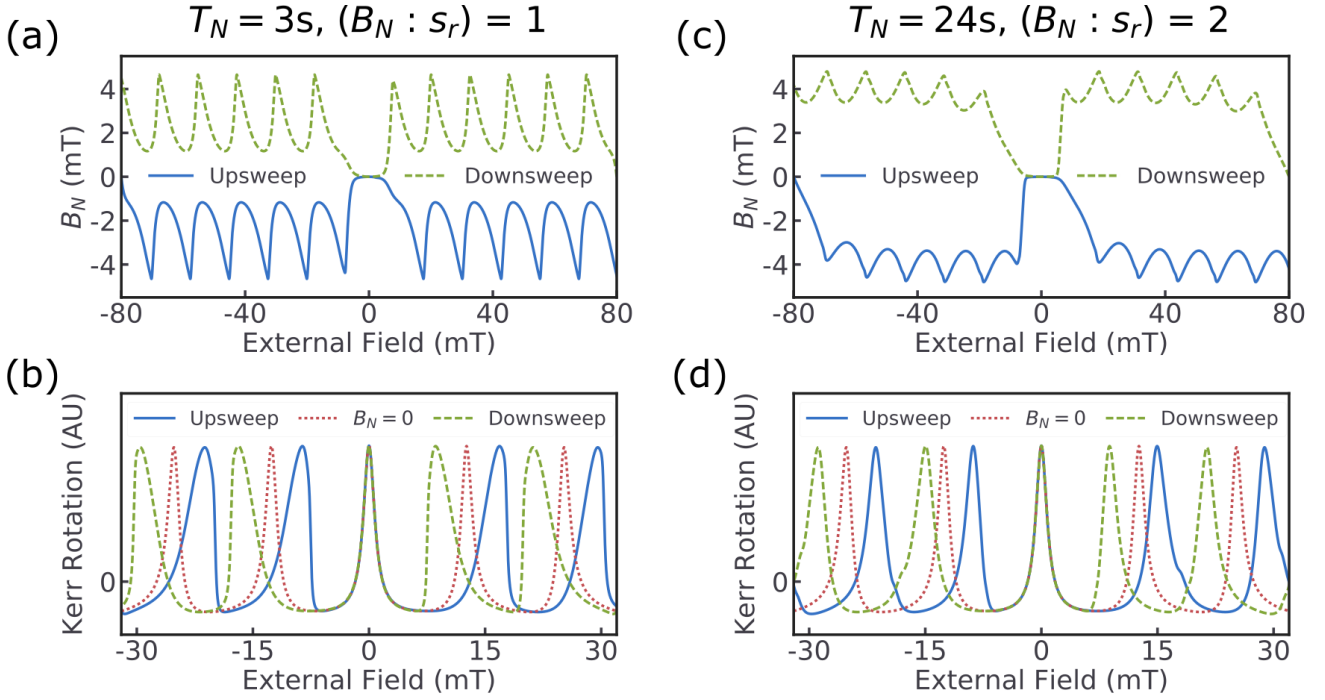 (a)
T_N = 3s, (B_N : s_r) = 1
B_N (mT)
4
2
0
-2
-4
Upsweep
Downsweep
-80
-40
0
40
80
External Field (mT)
(c)
T_N = 24s, (B_N : s_r) = 2
B_N (mT)
4
2
0
-2
-4
Upsweep
Downsweep
-80
-40
0
40
80
External Field (mT)
(b)
Kerr Rotation (AU)
0
Upsweep
B_N = 0
Downsweep
-30
-15
0
15
30
External Field (mT)
(d)
Kerr Rotation (AU)
0
Upsweep
B_N = 0
Downsweep
-30
-15
0
15
30
External Field (mT)